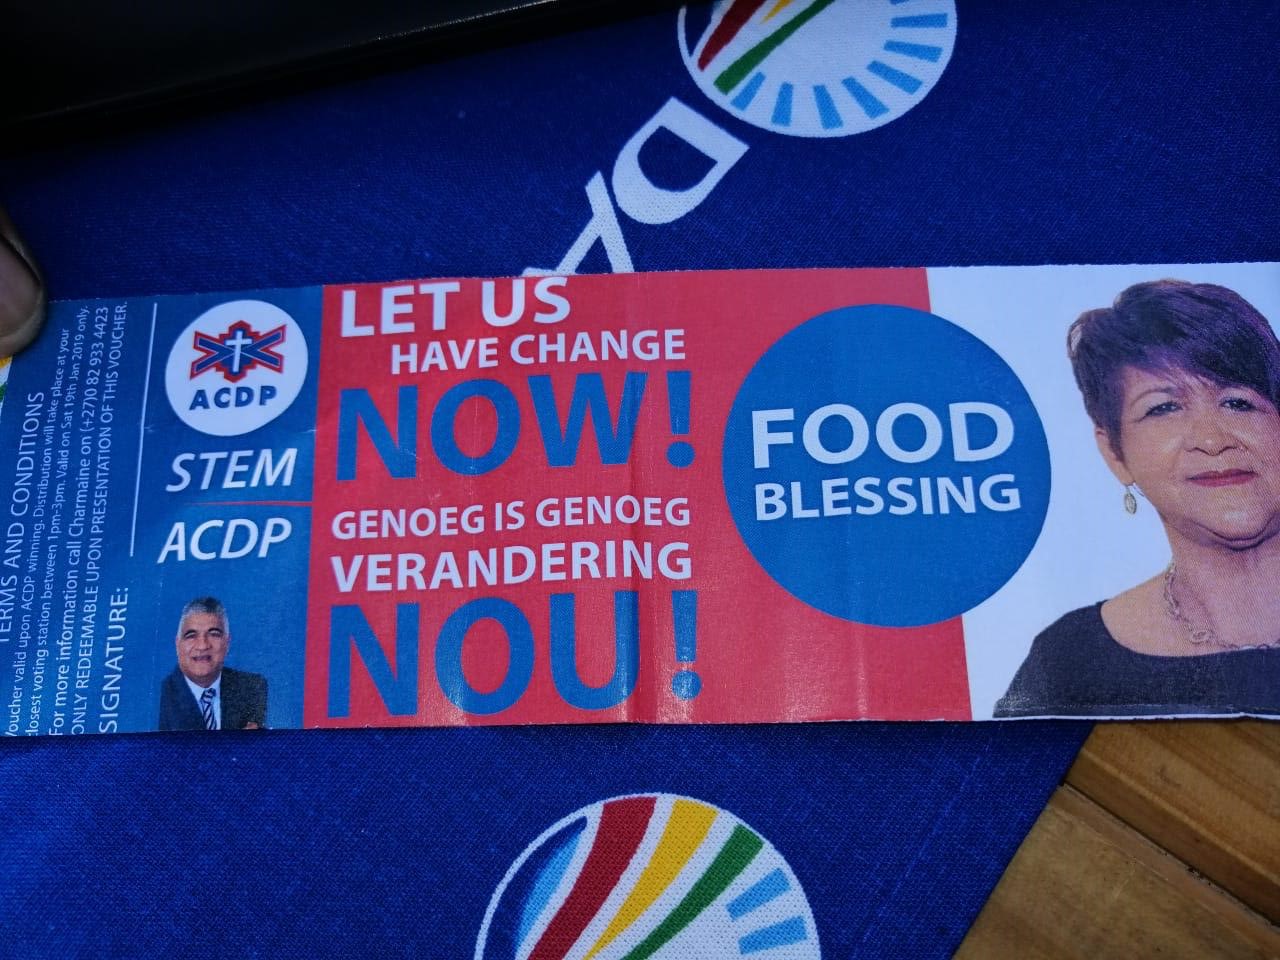 DA
TERMS AND CONDITIONS
Voucher valid upon ACDP winning. Distribution will take place at your
closest voting station between 1pm-3pm. Valid on Sat 19th Jan 2019 only.
For more information call Charmaine on (+27)0 82 933 4423
ONLY REDEEMABLE UPON PRESENTATION OF THIS VOUCHER.
SIGNATURE:
ACDP
STEM
ACDP
LET US
HAVE CHANGE
NOW!
GENOEG IS GENOEG
VERANDERING
NOU!
FOOD
BLESSING